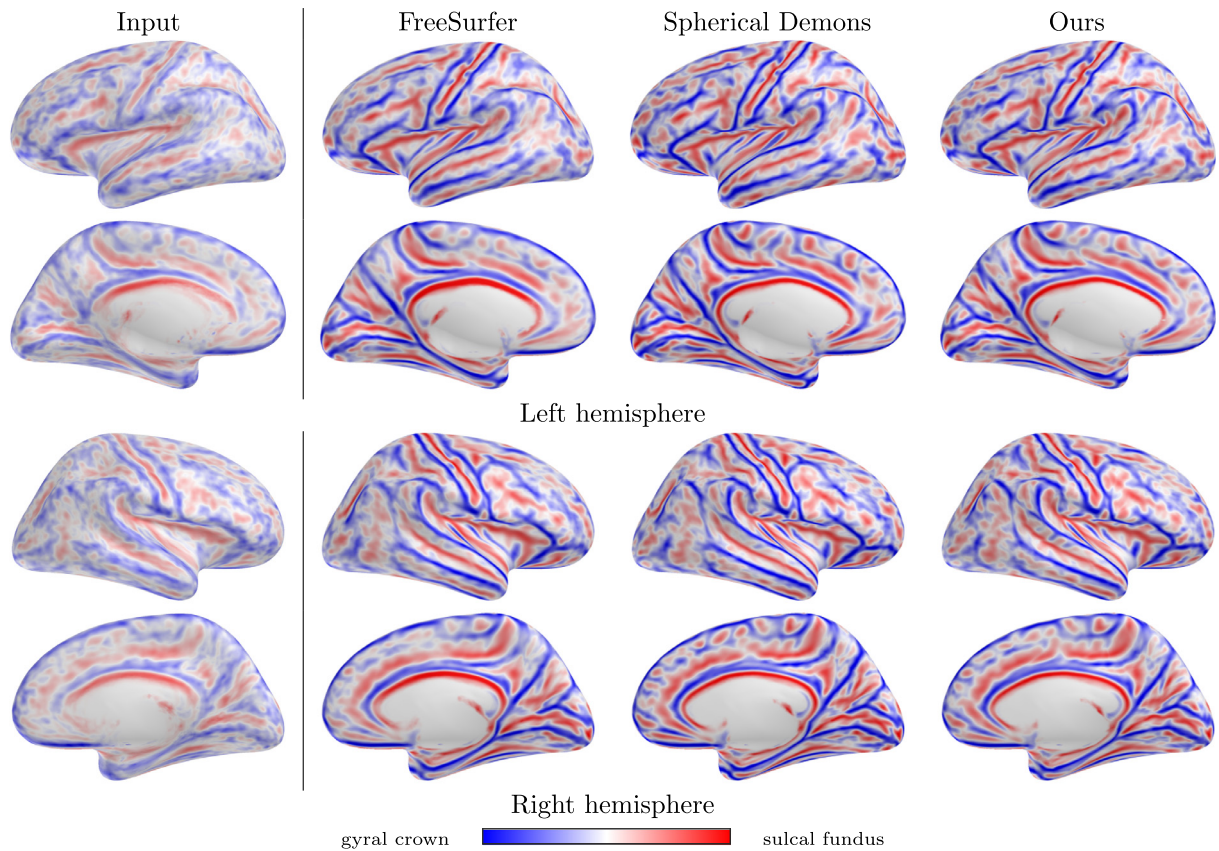 Input FreeSurfer Spherical Demons Ours
Left hemisphere
Right hemisphere
gyral crown sulcal fundus